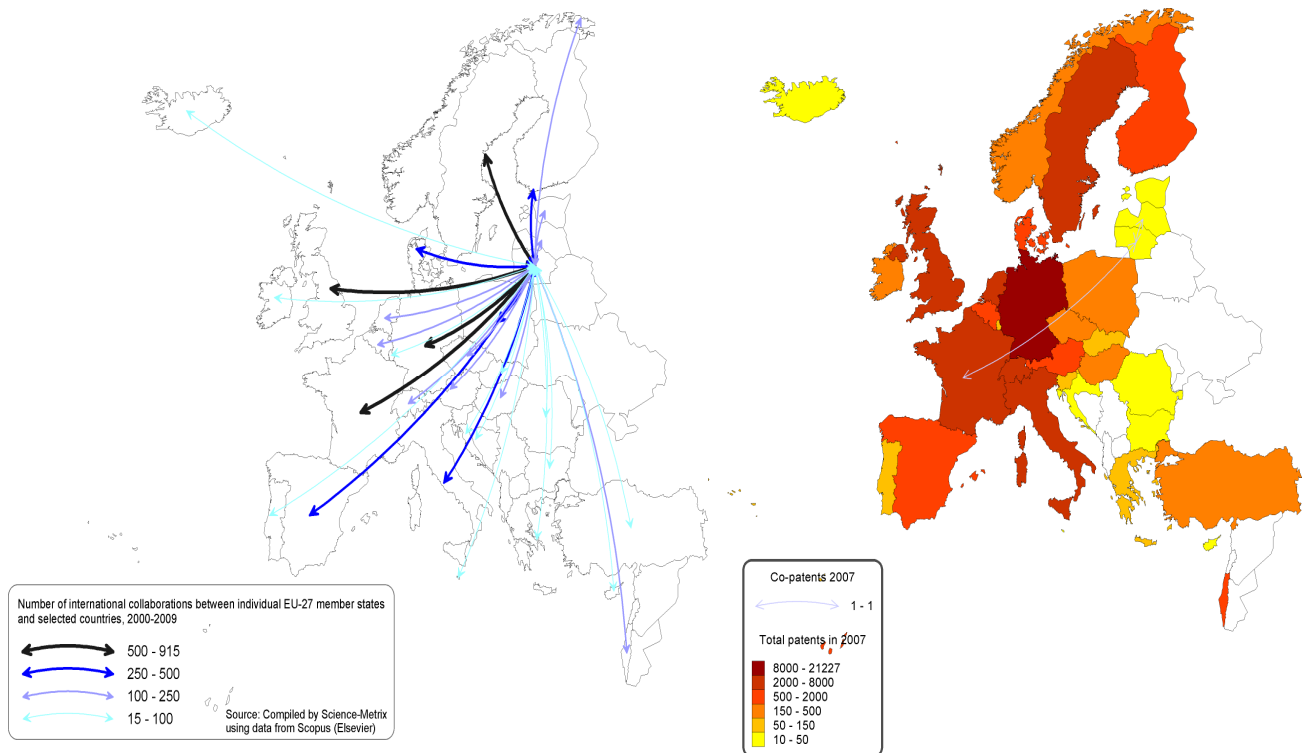 Number of international collaborations between individual EU-27 member states
and selected countries, 2000-2009
500 - 915
250 - 500
100 - 250
15 - 100
Source: Compiled by Science-Metrix
using data from Scopus (Elsevier)
Co-patents 2007
1 - 1
Total patents in 2007
8000 - 21227
2000 - 8000
500 - 2000
150 - 500
50 - 150
10 - 50